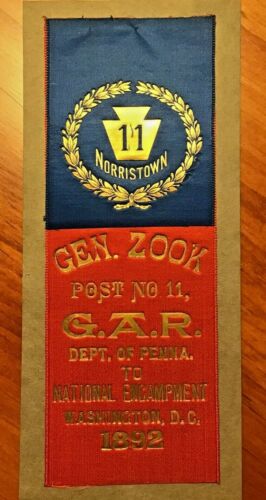 11
NORRISTOWN
GEN. ZOOK
POST NO 11,
G.A.R.
DEPT. OF PENNA.
TO
NATIONAL ENCAMPMENT
WASHINGTON, D.C.
1892